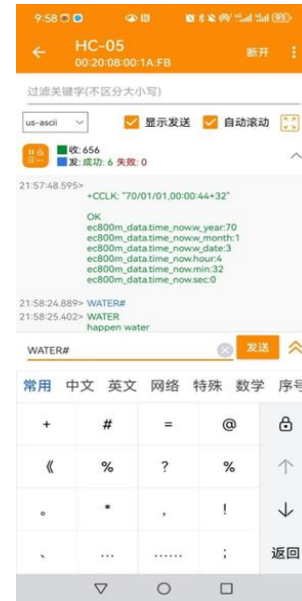 9:58
HC-05
00:20:08:00:1A:FB
断开
过滤关键字(不区分大小写)
us-ascii
显示发送
自动滚动
收: 656
发: 成功: 6 失败: 0
21:57:48.595>
+CCLK: "70/01/01,00:00:44+32"
OK
ec800m_data.time_noww_year:70
ec800m_data.time_noww_month:1
ec800m_data.time_noww_date:3
ec800m_data.time_now.hour:4
ec800m_data.time_now.min:32
ec800m_data.time_now.sec:0
21:58:24.889> WATER#
21:58:25.402> WATER
happen water
WATER#
发送
常用 中文 英文 网络 特殊 数学 序号
+ # = @
《 % ? %
。 * , !
、 ... ...... ; 返回